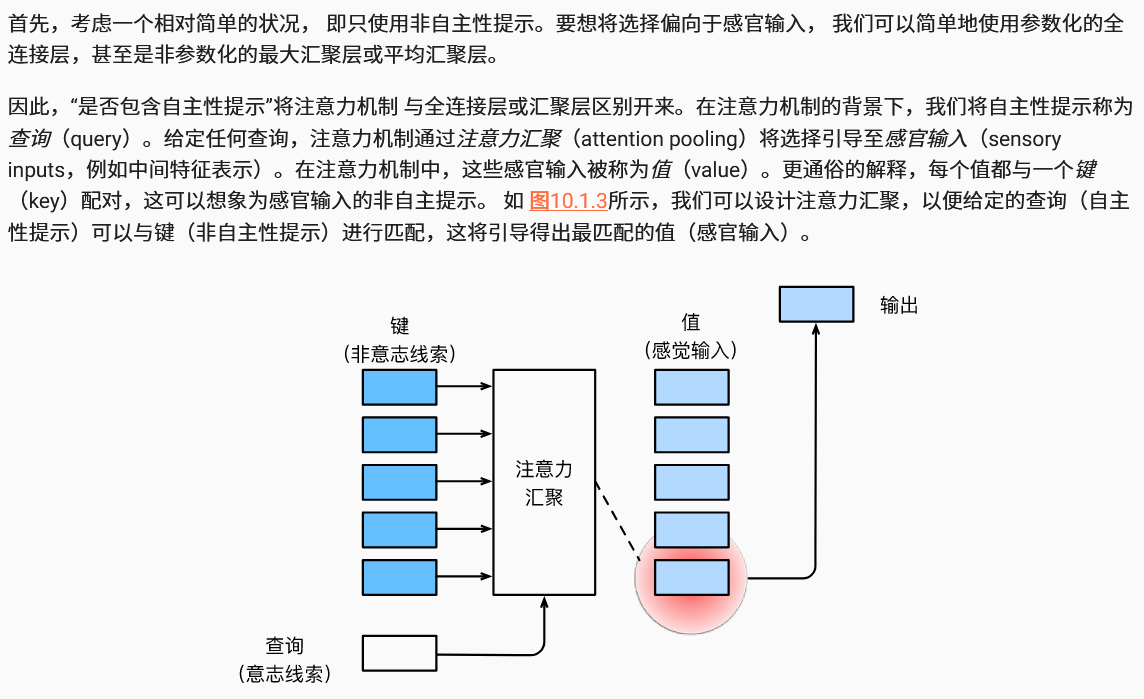 首先，考虑一个相对简单的状况， 即只使用非自主性提示。要想将选择偏向于感官输入， 我们可以简单地使用参数化的全
连接层，甚至是非参数化的最大汇聚层或平均汇聚层。
因此，“是否包含自主性提示”将注意力机制 与全连接层或汇聚层区别开来。在注意力机制的背景下，我们将自主性提示称为
查询（query）。给定任何查询，注意力机制通过注意力汇聚（attention pooling）将选择引导至感官输入（sensory
inputs，例如中间特征表示）。在注意力机制中，这些感官输入被称为值（value）。更通俗的解释，每个值都与一个键
（key）配对，这可以想象为感官输入的非自主提示。 如 图10.1.3所示，我们可以设计注意力汇聚，以便给定的查询（自主
性提示）可以与键（非自主性提示）进行匹配，这将引导得出最匹配的值（感官输入）。
输出
键
（非意志线索）
值
（感觉输入）
注意力
汇聚
查询
（意志线索）